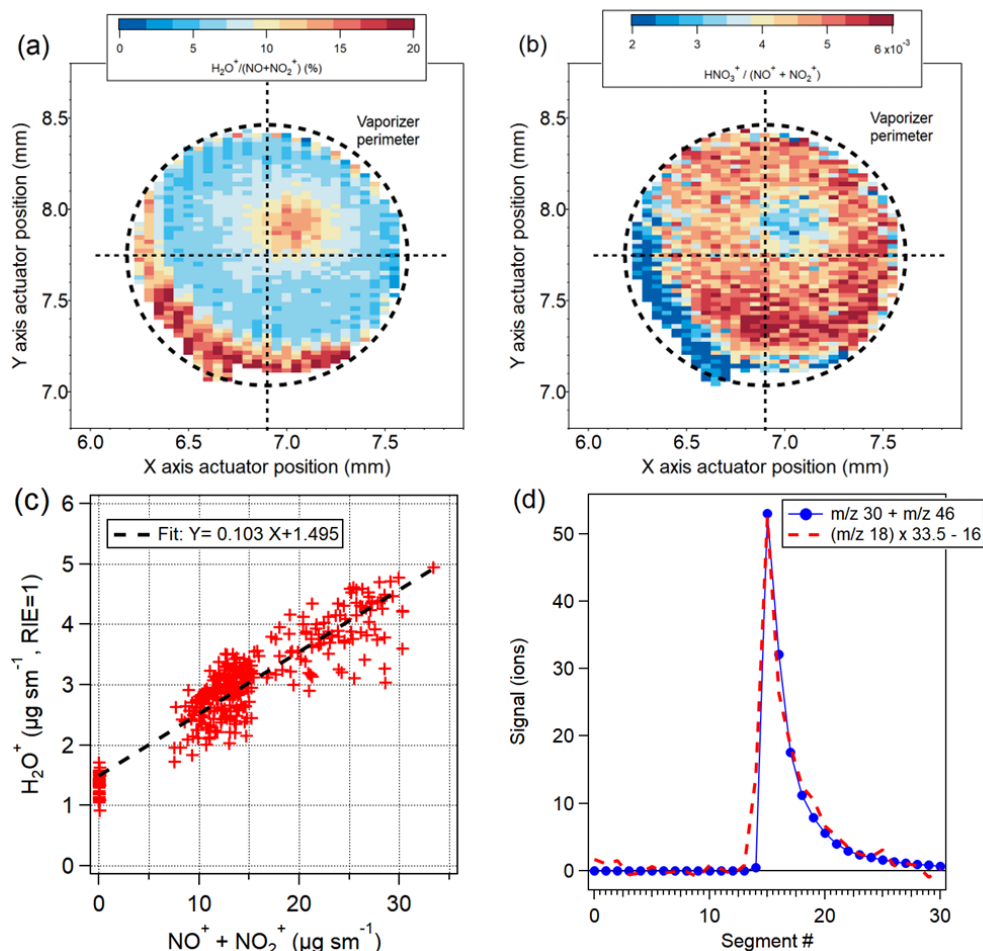 (a)
0 5 10 15 20
H₂O⁺/(NO+NO₂⁺) (%)
Vaporizer
perimeter
Y axis actuator position (mm)
8.5
8.0
7.5
7.0
6.0 6.5 7.0 7.5
X axis actuator position (mm)
(b)
2 3 4 5 6 x10⁻³
HNO₃⁺ / (NO⁺ + NO₂⁺)
Vaporizer
perimeter
Y axis actuator position (mm)
8.5
8.0
7.5
7.0
6.0 6.5 7.0 7.5
X axis actuator position (mm)
(c)
Fit: Y= 0.103 X+1.495
H₂O⁺ (µg sm⁻¹, RIE=1)
6
5
4
3
2
1
0
0 10 20 30
NO⁺ + NO₂⁺ (µg sm⁻¹)
(d)
m/z 30 + m/z 46
(m/z 18) x 33.5 - 16
Signal (ions)
50
40
30
20
10
0
0 10 20 30
Segment #